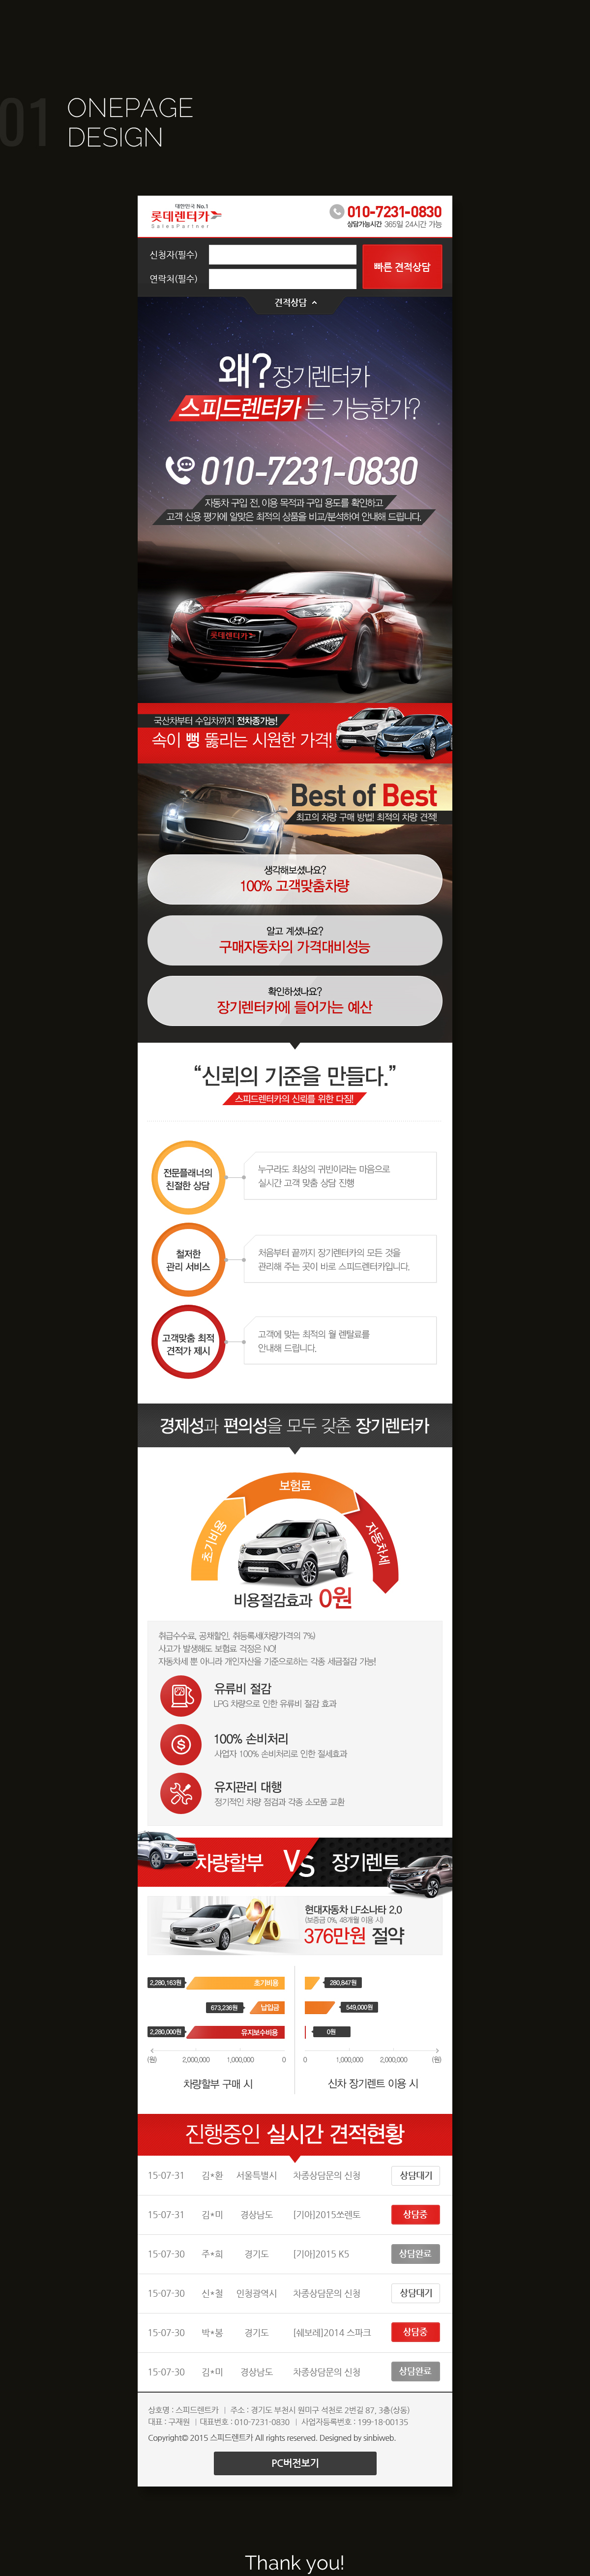 01
ONEPAGE
DESIGN
대한민국 No.1
롯데렌터카
SalesPartner
010-7231-0830
상담가능시간 365일 24시간 가능
신청자(필수)
연락처(필수)
빠른 견적상담
견적상담
왜? 장기렌터카
스피드렌터카는 가능한가?
010-7231-0830
자동차 구입 전, 이용 목적과 구입 용도를 확인하고
고객 신용 평가에 알맞은 최적의 상품을 비교/분석하여 안내해 드립니다.
롯데렌터카
국산차부터 수입차까지 전차종가능!
속이 뻥 뚫리는 시원한 가격!
Best of Best
최고의 차량 구매 방법! 최적의 차량 견적!
생각해보셨나요?
100% 고객맞춤차량
알고 계셨나요?
구매자동차의 가격대비성능
확인하셨나요?
장기렌터카에 들어가는 예산
“신뢰의 기준을 만들다.”
스피드렌터카의 신뢰를 위한 다짐!
전문플래너의
친절한 상담
누구라도 최상의 귀빈이라는 마음으로
실시간 고객 맞춤 상담 진행
철저한
관리 서비스
처음부터 끝까지 장기렌터카의 모든 것을
관리해 주는 곳이 바로 스피드렌터카입니다.
고객맞춤 최적
견적가 제시
고객에 맞는 최적의 월 렌탈료를
안내해 드립니다.
경제성과 편의성을 모두 갖춘 장기렌터카
초기비용
보험료
자동차세
비용절감효과 0원
취급수수료, 공채할인, 취등록세(차량가격의 7%)
사고가 발생해도 보험료 걱정은 NO!
자동차세 뿐 아니라 개인자산을 기준으로하는 각종 세금절감 가능!
유류비 절감
LPG 차량으로 인한 유류비 절감 효과
100% 손비처리
사업자 100% 손비처리로 인한 절세효과
유지관리 대행
정기적인 차량 점검과 각종 소모품 교환
차량할부 VS 장기렌트
%
현대자동차 LF소나타 2.0
(보증금 0%, 48개월 이용 시)
376만원 절약
2,280,163원 초기비용 280,847원
673,236원 납입금 549,000원
2,280,000원 유지보수비용 0원
(원) 2,000,000 1,000,000 0 0 1,000,000 2,000,000 (원)
차량할부 구매 시 신차 장기렌트 이용 시
진행중인 실시간 견적현황
15-07-31 김*환 서울특별시 차종상담문의 신청 상담대기
15-07-31 김*미 경상남도 [기아]2015쏘렌토 상담중
15-07-30 주*희 경기도 [기아]2015 K5 상담완료
15-07-30 신*철 인청광역시 차종상담문의 신청 상담대기
15-07-30 박*봉 경기도 [쉐보레]2014 스파크 상담중
15-07-30 김*미 경상남도 차종상담문의 신청 상담완료
상호명 : 스피드렌트카 | 주소 : 경기도 부천시 원미구 석천로 2번길 87, 3층(상동)
대표 : 구재원 | 대표번호 : 010-7231-0830 | 사업자등록번호 : 199-18-00135
Copyright© 2015 스피드렌트카 All rights reserved. Designed by sinbiweb.
PC버전보기
Thank you!